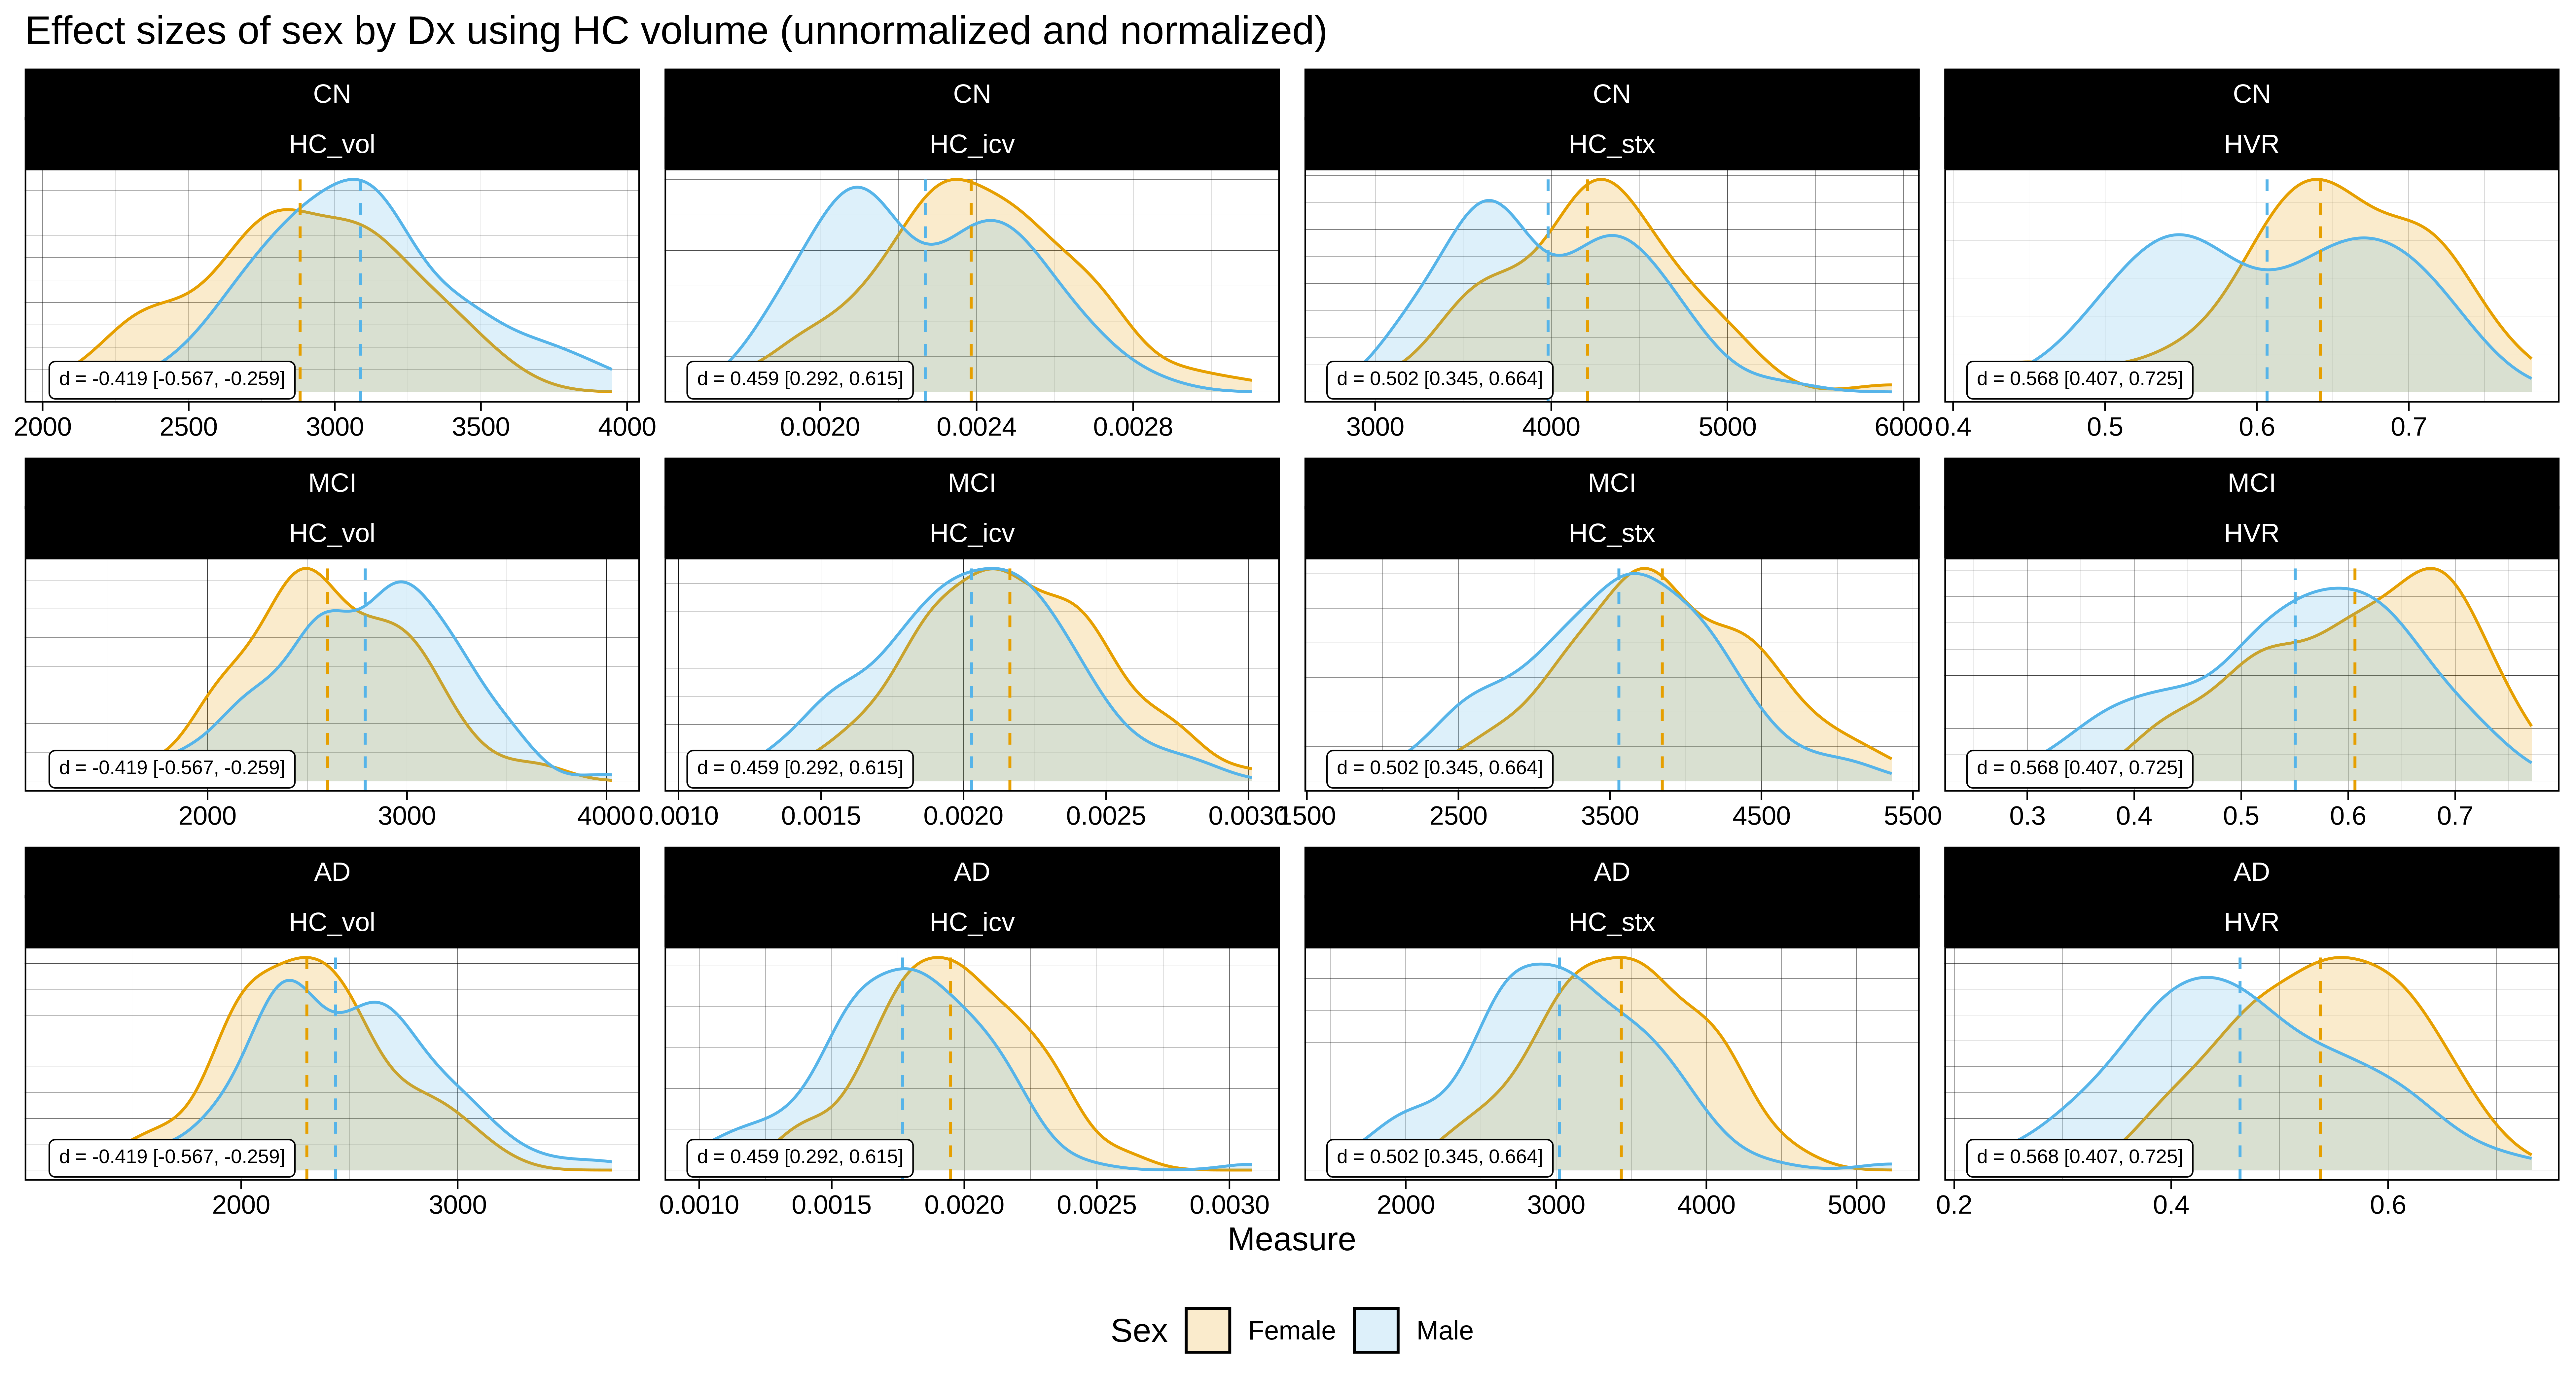 Effect sizes of sex by Dx using HC volume (unnormalized and normalized)
CN CN CN CN
HC_vol HC_icv HC_stx HVR
d = -0.419 [-0.567, -0.259] d = 0.459 [0.292, 0.615] d = 0.502 [0.345, 0.664] d = 0.568 [0.407, 0.725]
2000 2500 3000 3500 4000 0.0020 0.0024 0.0028 3000 4000 5000 6000 0.4 0.5 0.6 0.7
MCI MCI MCI MCI
HC_vol HC_icv HC_stx HVR
d = -0.419 [-0.567, -0.259] d = 0.459 [0.292, 0.615] d = 0.502 [0.345, 0.664] d = 0.568 [0.407, 0.725]
2000 3000 4000 0.0010 0.0015 0.0020 0.0025 0.0030 1500 2500 3500 4500 5500 0.3 0.4 0.5 0.6 0.7
AD AD AD AD
HC_vol HC_icv HC_stx HVR
d = -0.419 [-0.567, -0.259] d = 0.459 [0.292, 0.615] d = 0.502 [0.345, 0.664] d = 0.568 [0.407, 0.725]
2000 3000 0.0010 0.0015 0.0020 0.0025 0.0030 2000 3000 4000 5000 0.2 0.4 0.6
Measure
Sex Female Male